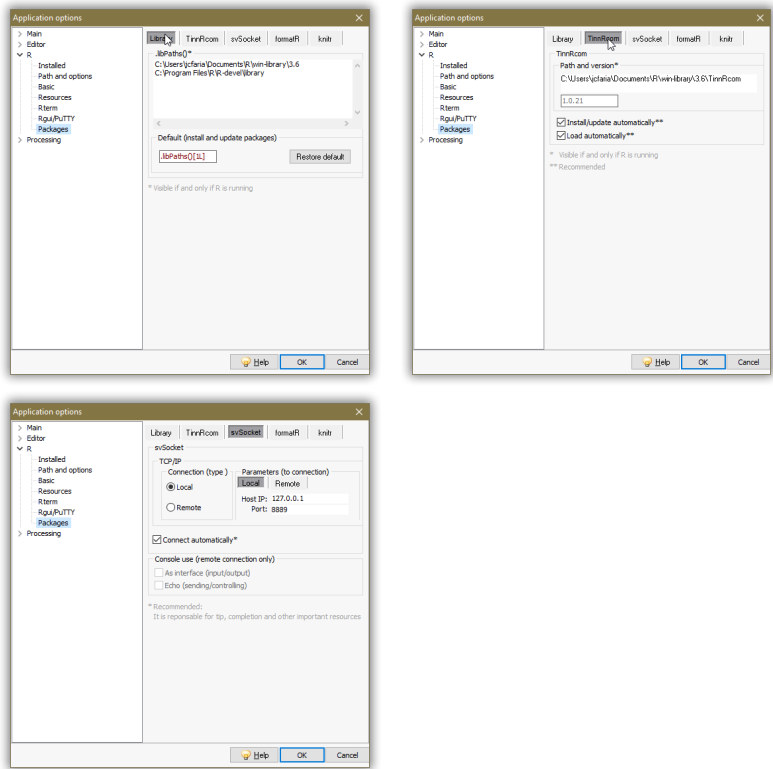 Application options
Main
Editor
R
Installed
Path and options
Basic
Resources
Rterm
Rgui/PuTTY
Packages
Processing
Library TinnRcom svSocket formatR knitr
.libPaths()*
C:\Users\jcfaria\Documents\R\win-library\3.6
C:\Program Files\R\R-devel\library
Default (install and update packages)
.libPaths()[1L] Restore default
* Visible if and only if R is running
Help OK Cancel
Application options
Main
Editor
R
Installed
Path and options
Basic
Resources
Rterm
Rgui/PuTTY
Packages
Processing
Library TinnRcom svSocket formatR knitr
TinnRcom
Path and version*
C:\Users\jcfaria\Documents\R\win-library\3.6\TinnRcom
1.0.21
Install/update automatically**
Load automatically**
* Visible if and only if R is running
** Recommended
Help OK Cancel
Application options
Main
Editor
R
Installed
Path and options
Basic
Resources
Rterm
Rgui/PuTTY
Packages
Processing
Library TinnRcom svSocket formatR knitr
svSocket
TCP/IP
Connection (type ) Parameters (to connection)
Local Local Remote
Host IP: 127.0.0.1
Remote Port: 8889
Connect automatically*
Console use (remote connection only)
As interface (input/output)
Echo (sending/controlling)
* Recommended:
It is reponsable for tip, completion and other important resources
Help OK Cancel